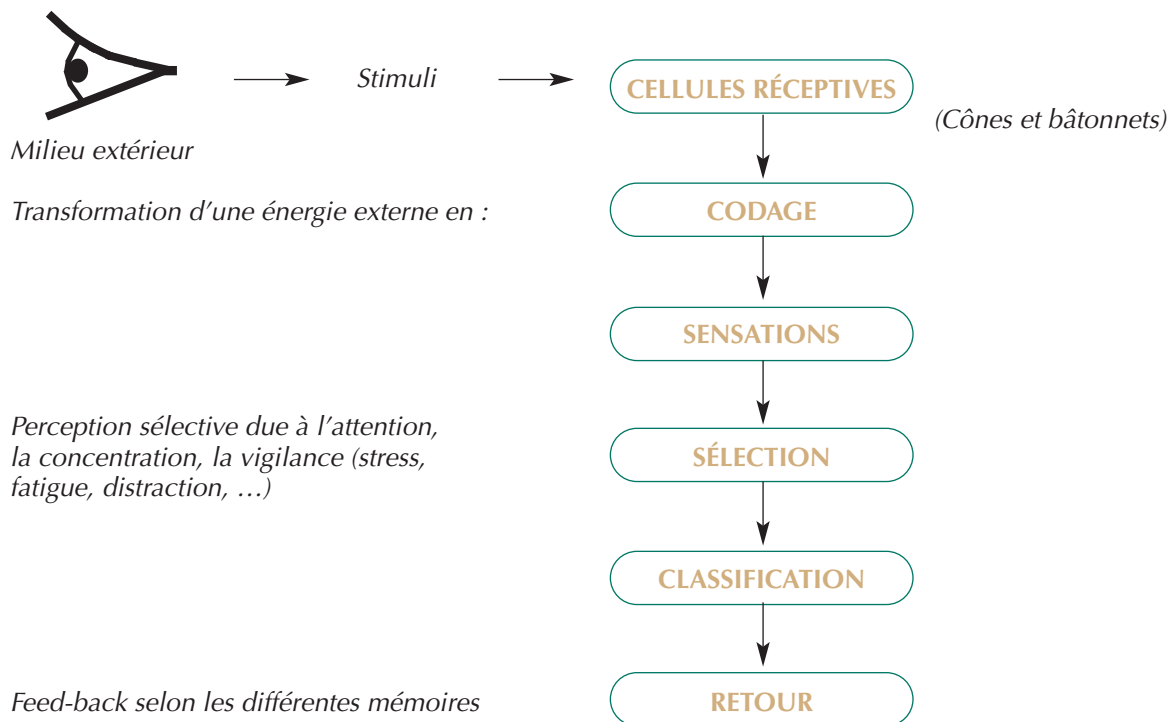 Stimuli
CELLULES RÉCEPTIVES
(Cônes et bâtonnets)
Milieu extérieur
Transformation d'une énergie externe en :
CODAGE
SENSATIONS
Perception sélective due à l'attention,
la concentration, la vigilance (stress,
fatigue, distraction, …)
SÉLECTION
CLASSIFICATION
Feed-back selon les différentes mémoires
RETOUR